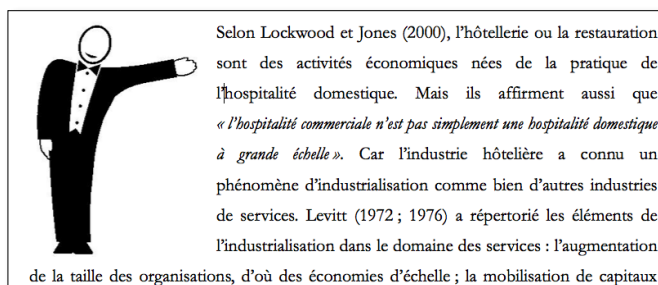 Selon Lockwood et Jones (2000), l'hôtellerie ou la restauration
sont des activités économiques nées de la pratique de
l'hospitalité domestique. Mais ils affirment aussi que
« l'hospitalité commerciale n'est pas simplement une hospitalité domestique
à grande échelle ». Car l'industrie hôtelière a connu un
phénomène d'industrialisation comme bien d'autres industries
de services. Levitt (1972 ; 1976) a répertorié les éléments de
l'industrialisation dans le domaine des services : l'augmentation
de la taille des organisations, d'où des économies d'échelle ; la mobilisation de capitaux